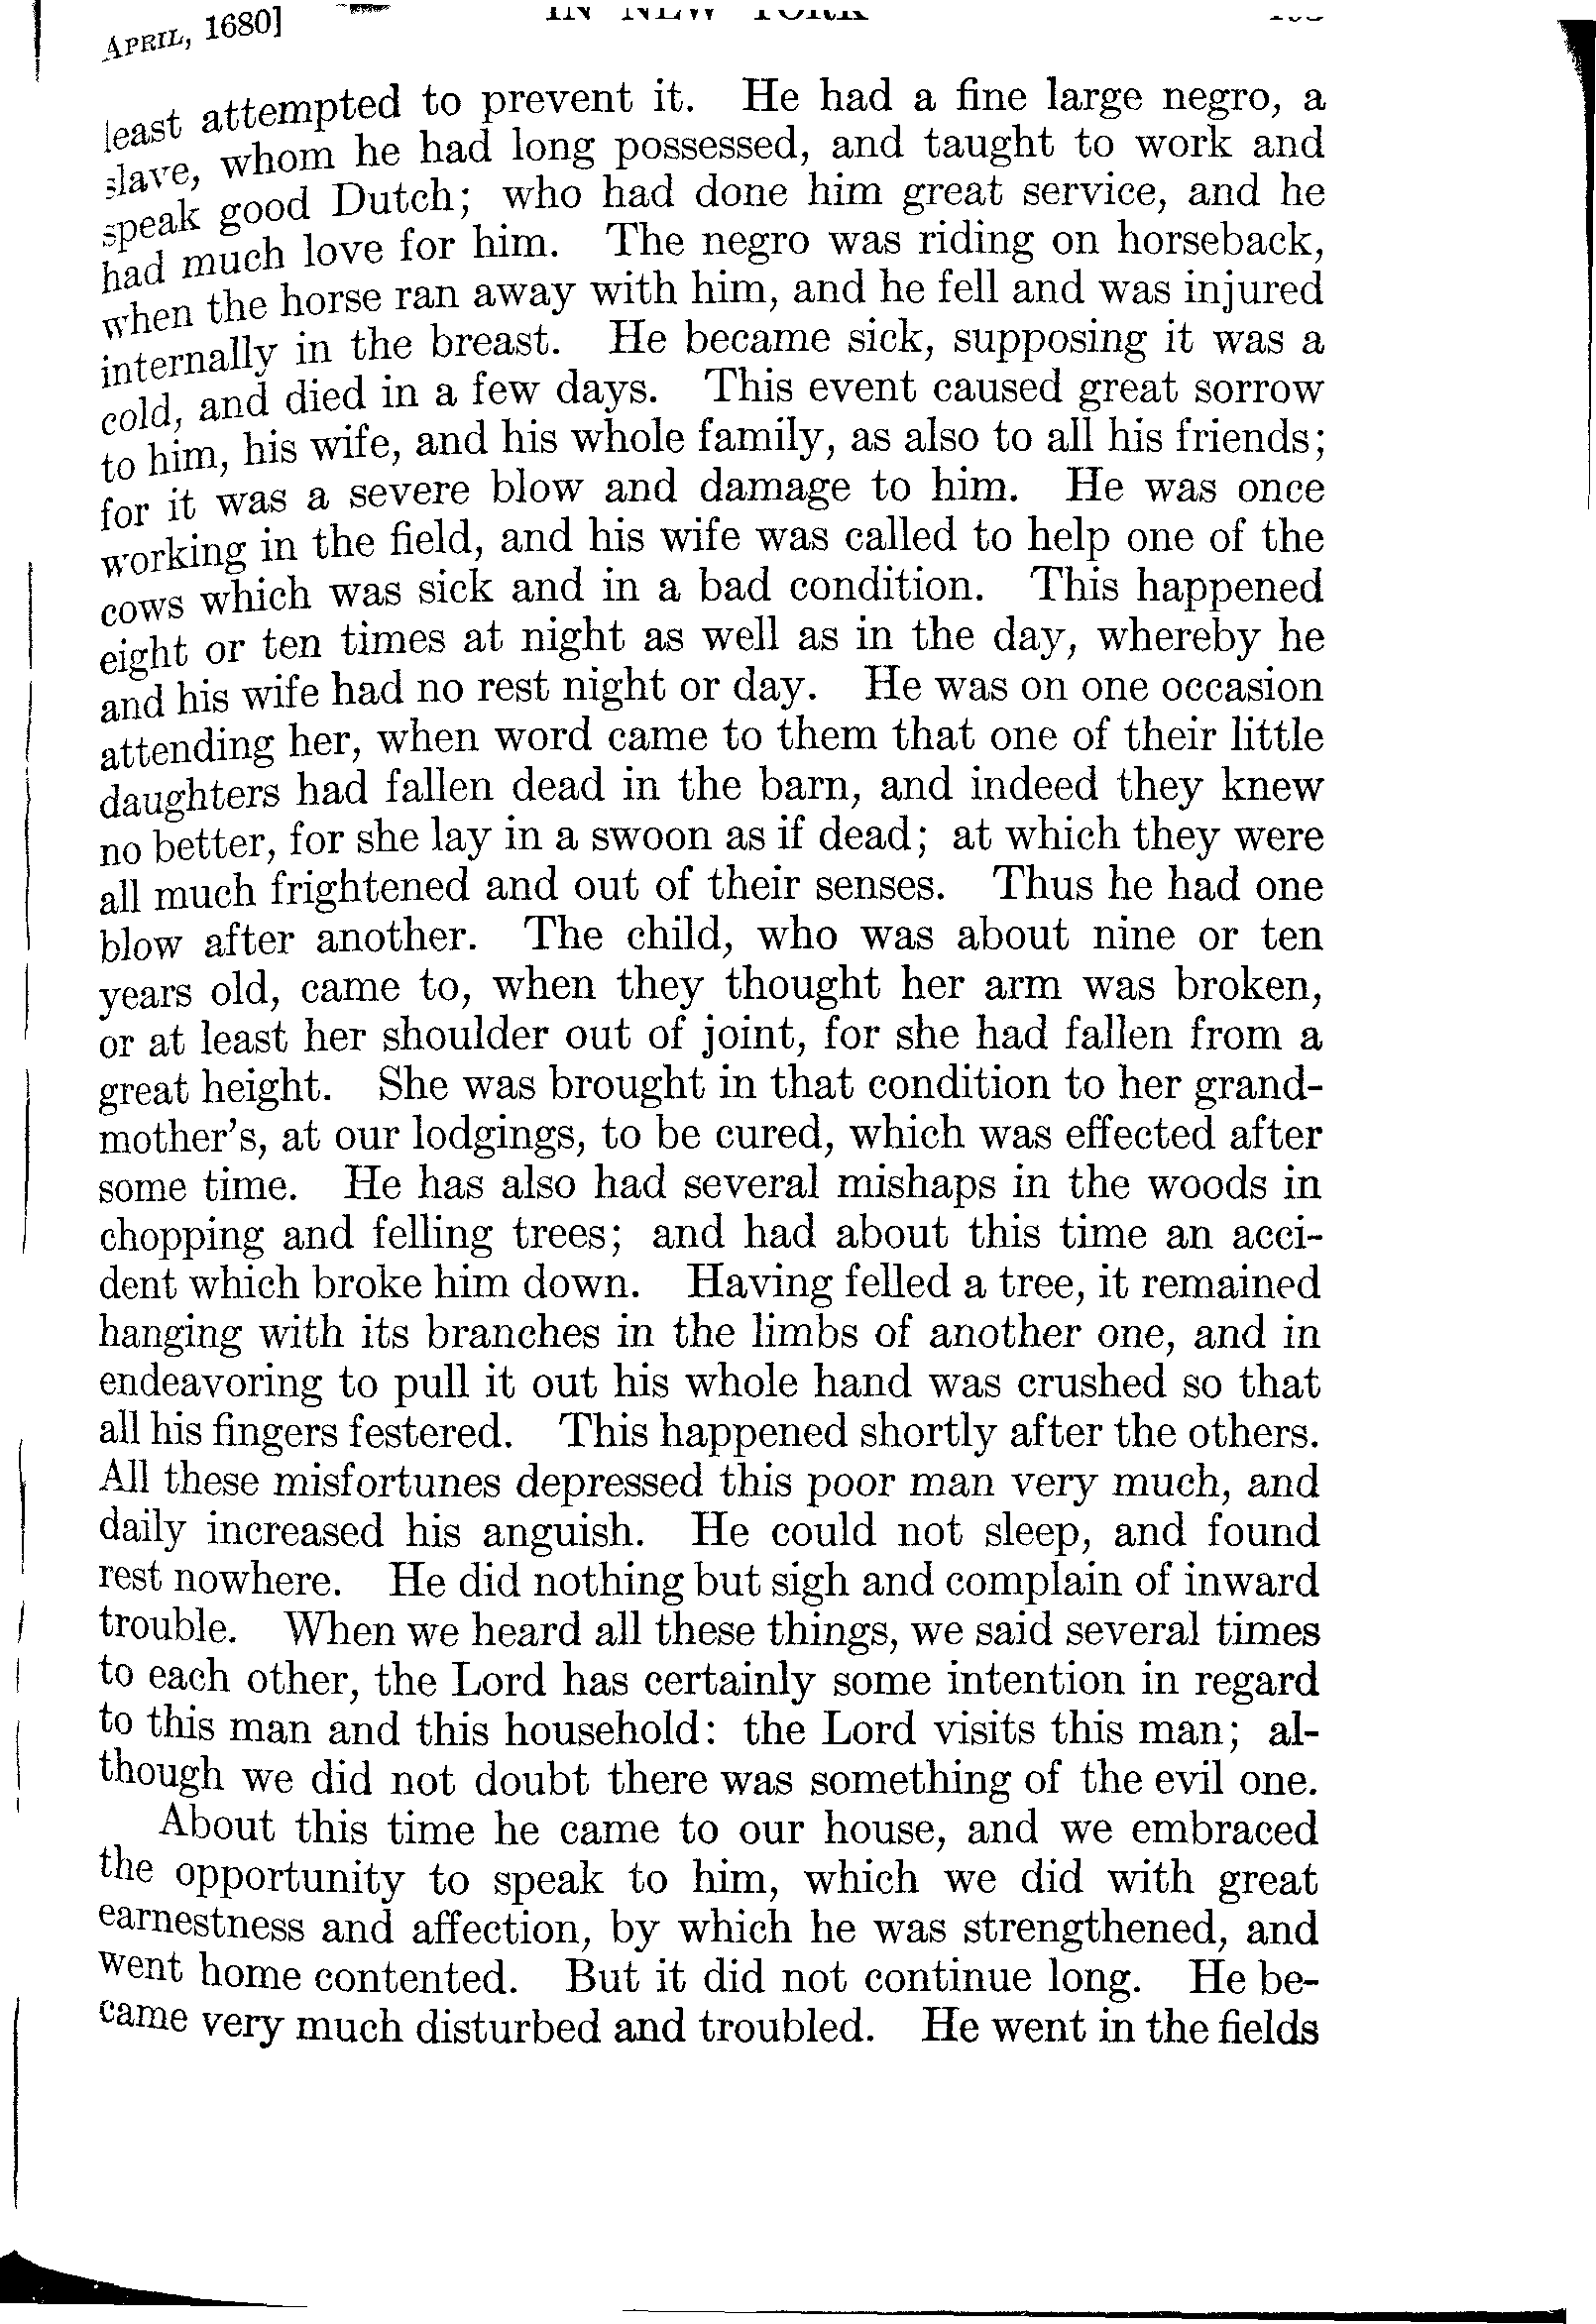 APRIL, 1680] IN NEW YORK
least attempted to prevent it. He had a fine large negro, a
slave, whom he had long possessed, and taught to work and
speak good Dutch; who had done him great service, and he
had much love for him. The negro was riding on horseback,
when the horse ran away with him, and he fell and was injured
internally in the breast. He became sick, supposing it was a
cold, and died in a few days. This event caused great sorrow
to him, his wife, and his whole family, as also to all his friends;
for it was a severe blow and damage to him. He was once
working in the field, and his wife was called to help one of the
cows which was sick and in a bad condition. This happened
eight or ten times at night as well as in the day, whereby he
and his wife had no rest night or day. He was on one occasion
attending her, when word came to them that one of their little
daughters had fallen dead in the barn, and indeed they knew
no better, for she lay in a swoon as if dead; at which they were
all much frightened and out of their senses. Thus he had one
blow after another. The child, who was about nine or ten
years old, came to, when they thought her arm was broken,
or at least her shoulder out of joint, for she had fallen from a
great height. She was brought in that condition to her grand-
mother's, at our lodgings, to be cured, which was effected after
some time. He has also had several mishaps in the woods in
chopping and felling trees; and had about this time an acci-
dent which broke him down. Having felled a tree, it remained
hanging with its branches in the limbs of another one, and in
endeavoring to pull it out his whole hand was crushed so that
all his fingers festered. This happened shortly after the others.
All these misfortunes depressed this poor man very much, and
daily increased his anguish. He could not sleep, and found
rest nowhere. He did nothing but sigh and complain of inward
trouble. When we heard all these things, we said several times
to each other, the Lord has certainly some intention in regard
to this man and this household: the Lord visits this man; al-
though we did not doubt there was something of the evil one.
About this time he came to our house, and we embraced
the opportunity to speak to him, which we did with great
earnestness and affection, by which he was strengthened, and
went home contented. But it did not continue long. He be-
came very much disturbed and troubled. He went in the fields